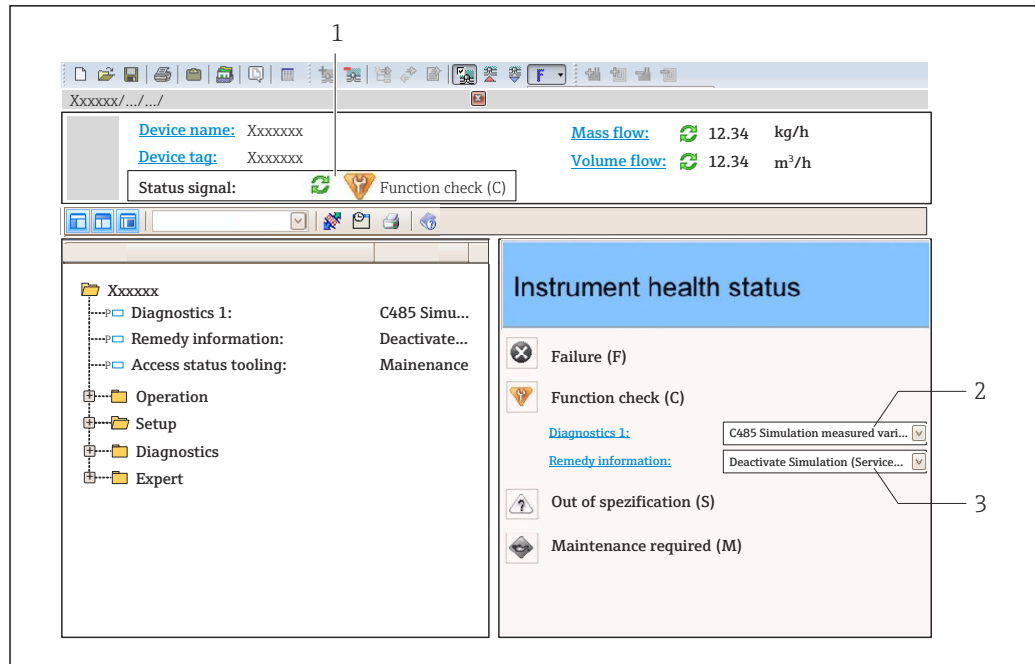 1
F
Xxxxxx/.../.../
Device name: Xxxxxxx
Mass flow: 12.34 kg/h
Device tag: Xxxxxxx
Volume flow: 12.34 m³/h
Status signal: Function check (C)
Xxxxxx
Diagnostics 1: C485 Simu...
Remedy information: Deactivate...
Access status tooling: Mainenance
Operation
Setup
Diagnostics
Expert
Instrument health status
Failure (F)
Function check (C)
Diagnostics 1: C485 Simulation measured vari...
2
Remedy information: Deactivate Simulation (Service...
3
Out of spezification (S)
Maintenance required (M)